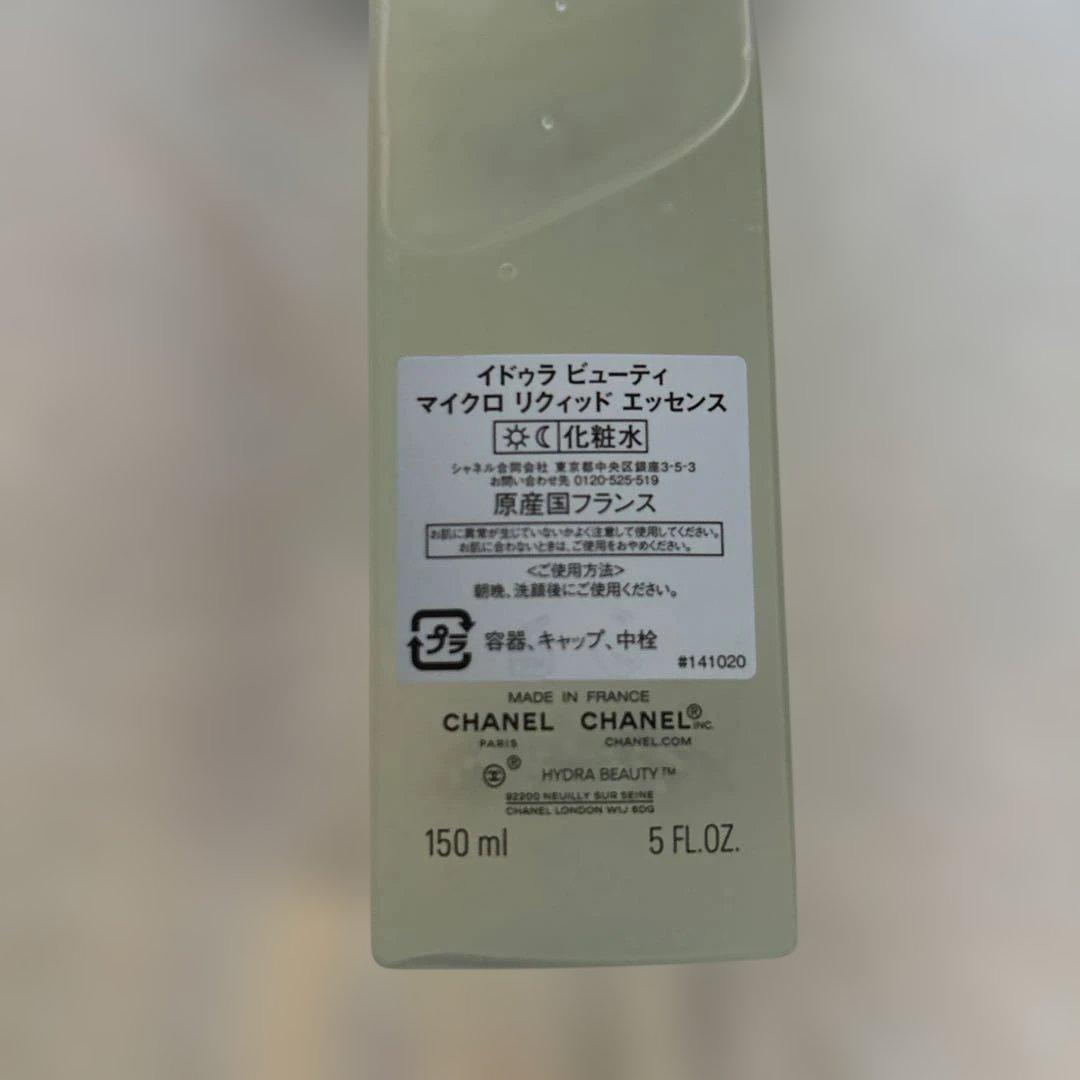 イドゥラ ビューティ
マイクロ リクィッド エッセンス
化粧水
シャネル合同会社 東京都中央区銀座3-5-3
お問い合わせ先 0120-525-519
原産国フランス
お肌に異常が生じていないかよく注意して使用してください。
お肌に合わないときは、ご使用をおやめください。
<ご使用方法>
朝晩、洗顔後にご使用ください。
プラ 容器、キャップ、中栓
#141020
MADE IN FRANCE
CHANEL CHANEL® INC.
PARIS CHANEL.COM
® HYDRA BEAUTY™
92200 NEUILLY SUR SEINE
CHANEL LONDON W1J 6DG
150 ml 5 FL.OZ.